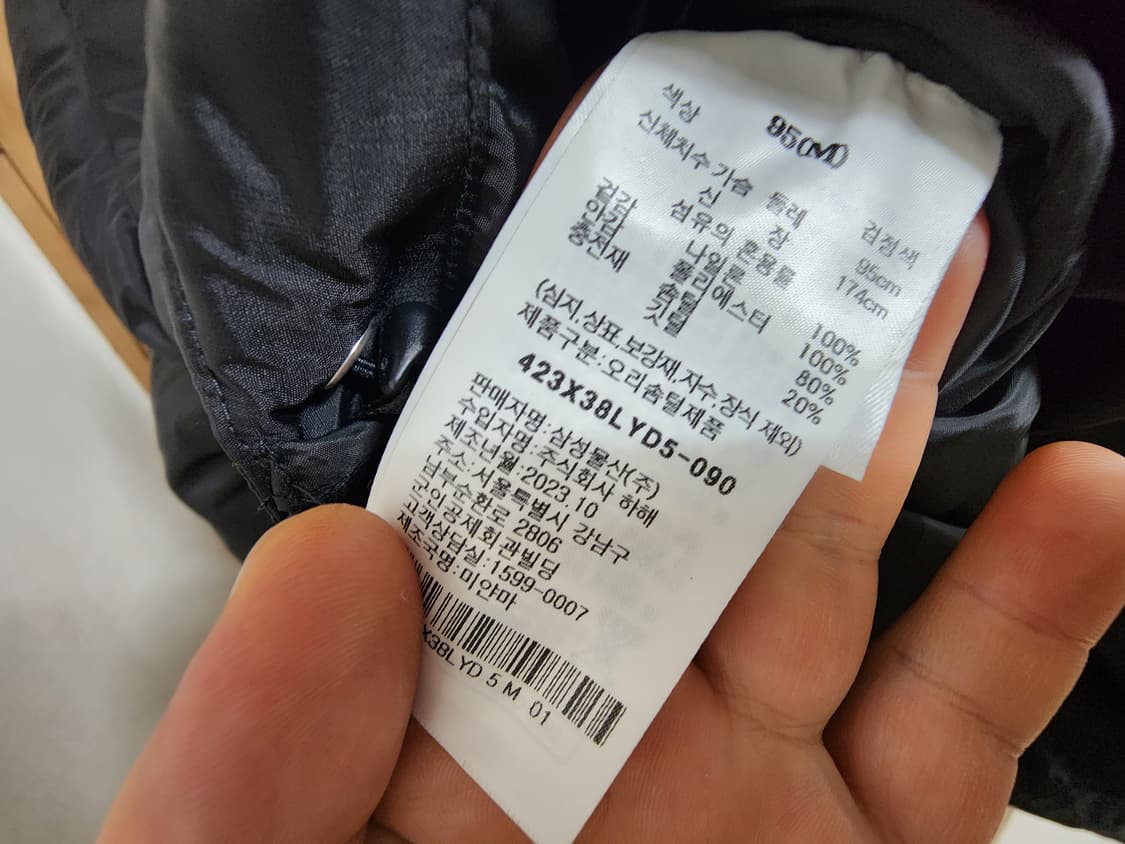 95(M)
색상 검정색
신체치수 가슴 둘레 95cm
신 장 174cm
섬유의 혼용률
겉감 나일론 100%
안감 폴리에스터 100%
충전재 솜털 80%
깃털 20%
(심지,상표,보강재,자수,장식 제외)
제품구분:오리솜털제품
423X38LYD5-090
판매자명:삼성물산(주)
수입자명:주식회사 하해
제조년월:2023.10
주소:서울특별시 강남구
남부순환로 2806
군인공제회관빌딩
고객상담실:1599-0007
제조국명:미얀마
X38LYD 5 M 01